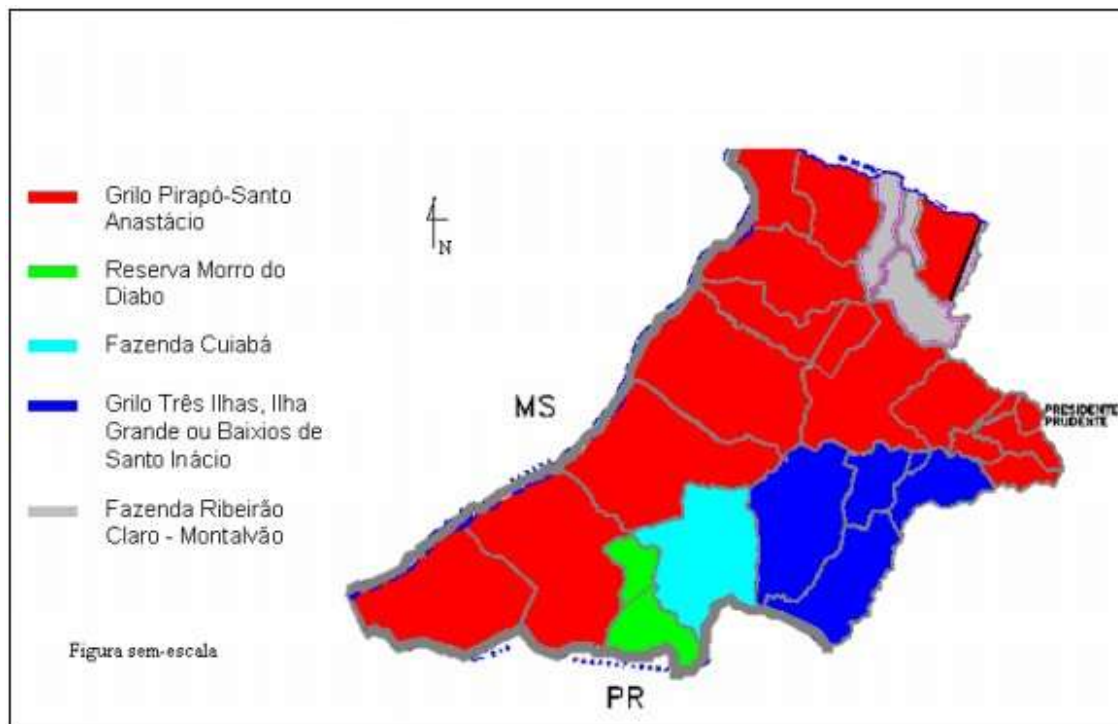 Grilo Pirapó-Santo
Anastácio
Reserva Morro do
Diabo
Fazenda Cuiabá
Grilo Três Ilhas, Ilha
Grande ou Baixios de
Santo Inácio
Fazenda Ribeirão
Claro - Montalvão
N
MS
PRESIDENTE
PRUDENTE
Figura sem-escala
PR